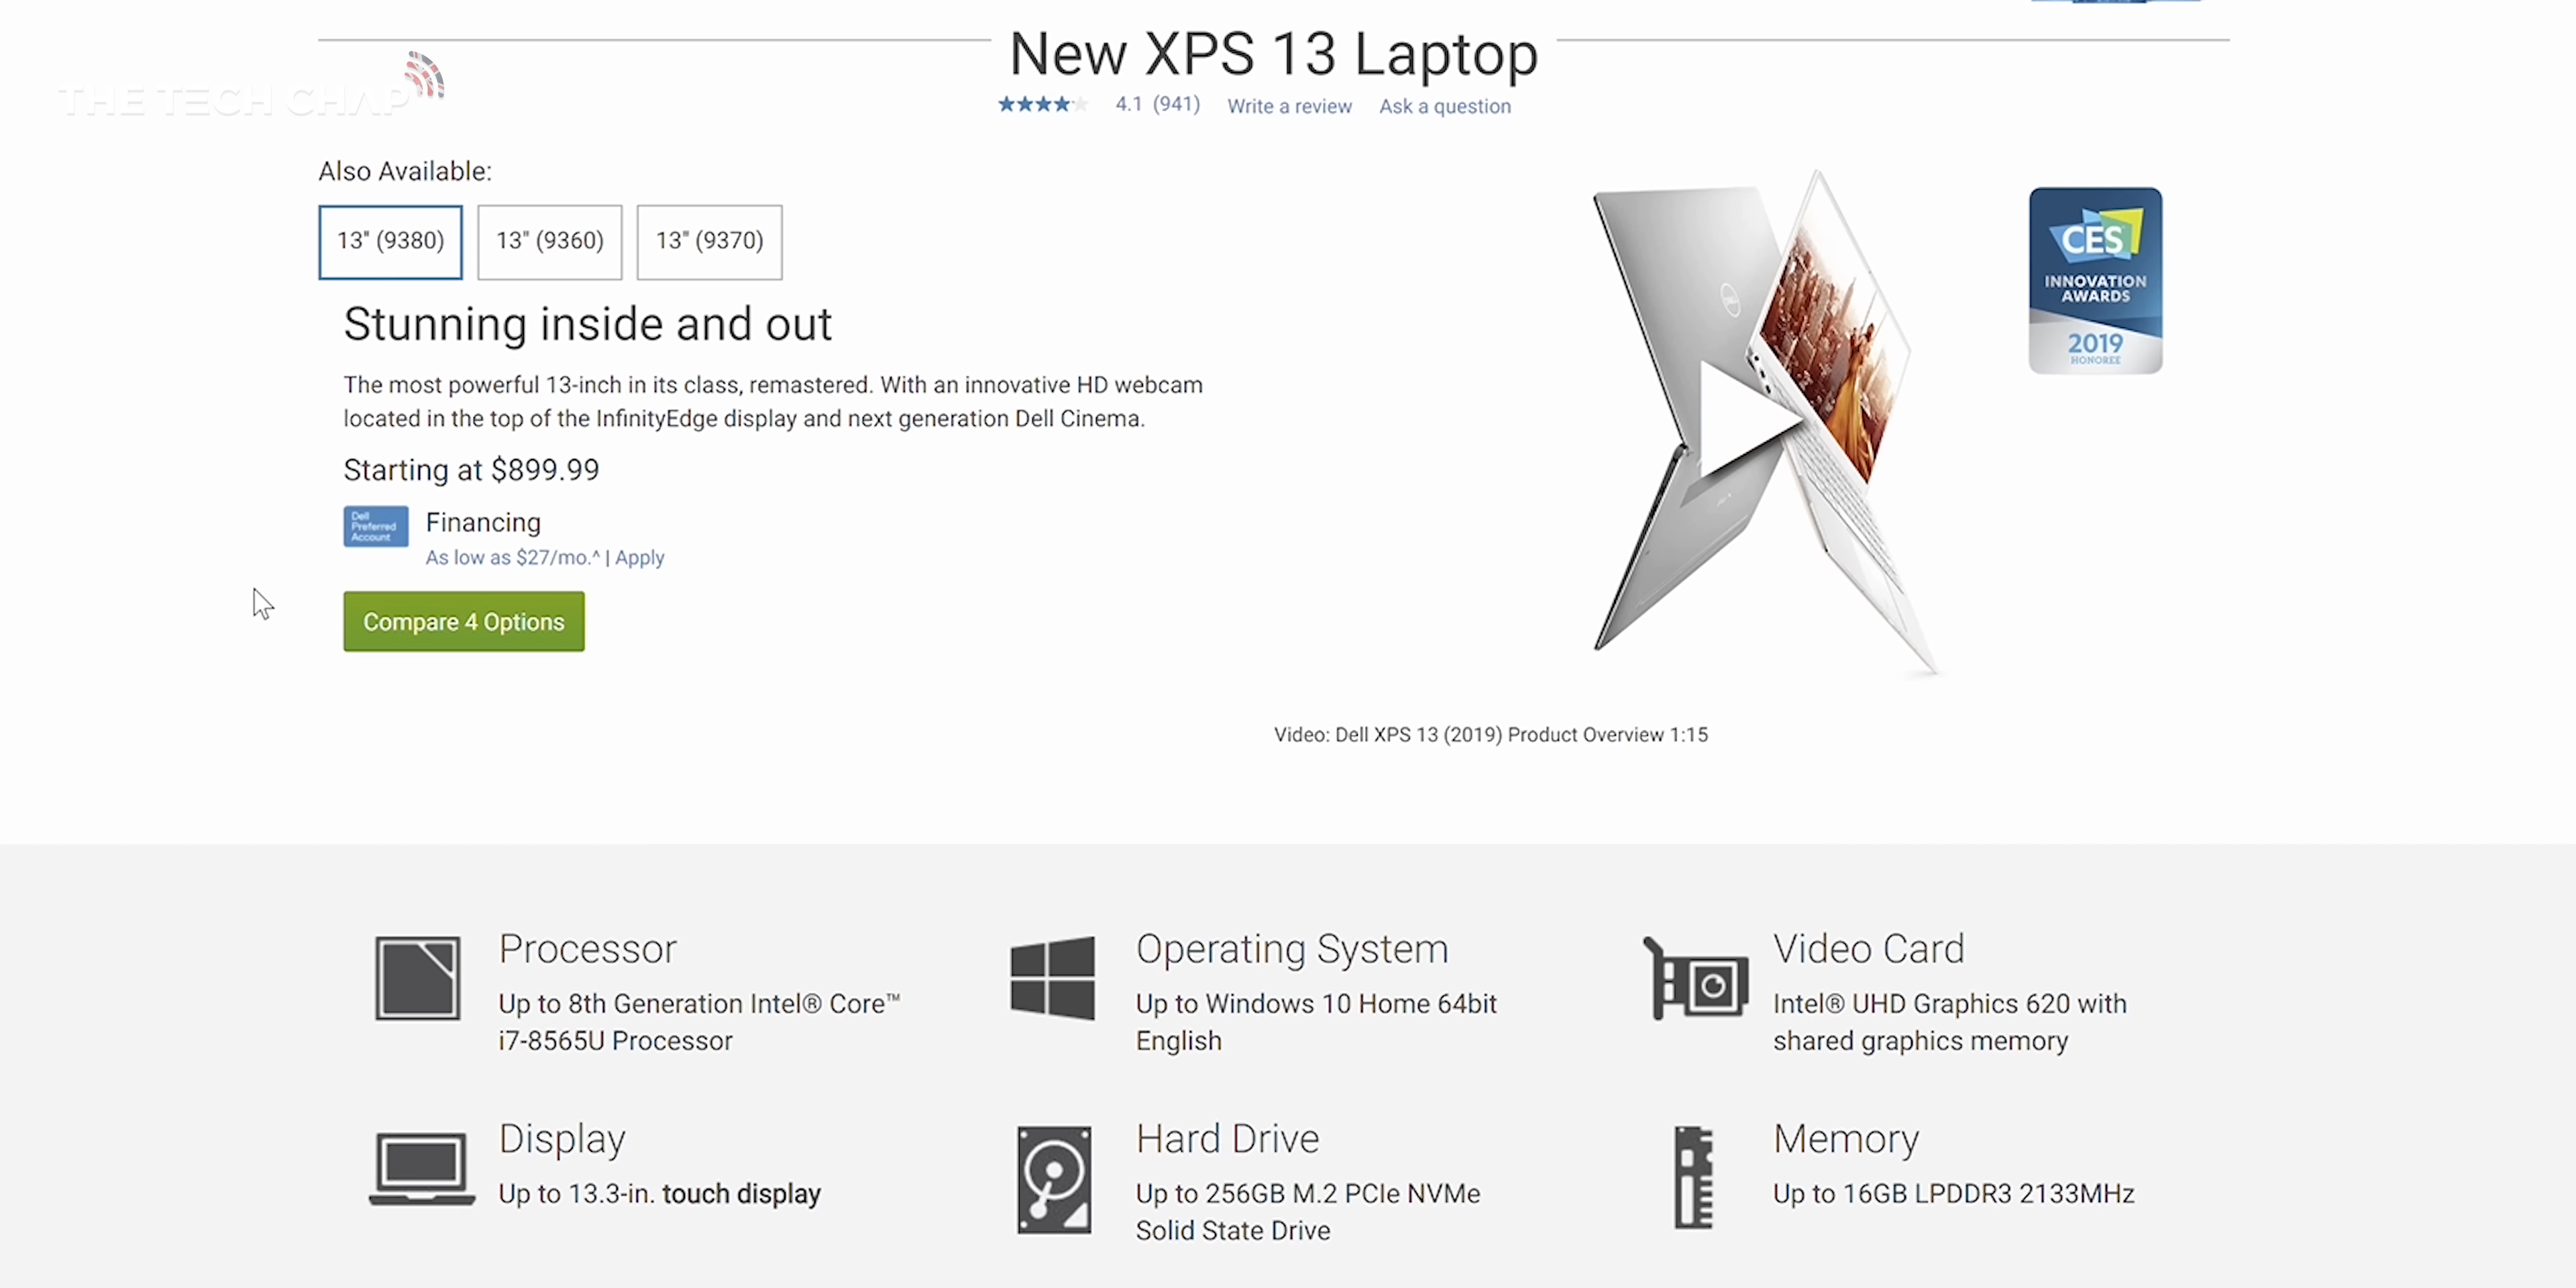 New XPS 13 Laptop
THE TECH CHAP
4.1 (941) Write a review Ask a question
Also Available:
13" (9380) 13" (9360) 13" (9370)
Stunning inside and out
The most powerful 13-inch in its class, remastered. With an innovative HD webcam
located in the top of the InfinityEdge display and next generation Dell Cinema.
Starting at $899.99
Dell
Preferred
Account
Financing
As low as $27/mo.^ | Apply
Compare 4 Options
CES
INNOVATION
AWARDS
2019
HONOREE
Video: Dell XPS 13 (2019) Product Overview 1:15
Processor
Up to 8th Generation Intel® Core™
i7-8565U Processor
Operating System
Up to Windows 10 Home 64bit
English
Video Card
Intel® UHD Graphics 620 with
shared graphics memory
Display
Up to 13.3-in. touch display
Hard Drive
Up to 256GB M.2 PCIe NVMe
Solid State Drive
Memory
Up to 16GB LPDDR3 2133MHz